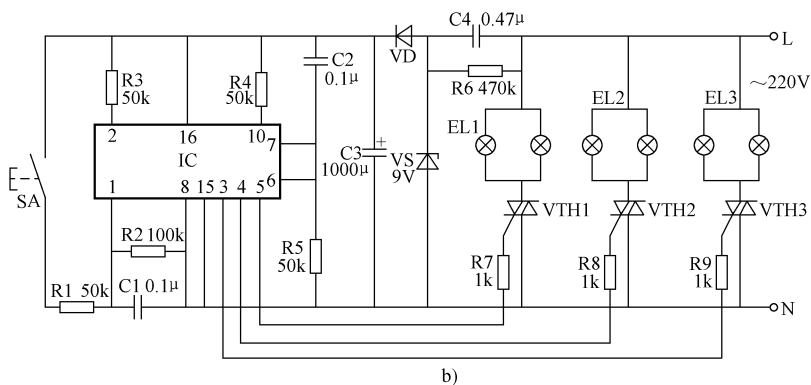 C4 0.47μ
L
VD
R3
50k
R4
50k
C2
0.1μ
R6 470k
~220V
EL1
EL2
EL3
2
16
10
7
IC
6
1
8
15
3
4
5
C3
1000μ
+
VS
9V
SA
VTH1
VTH2
VTH3
R2 100k
R5
50k
R7
1k
R8
1k
R9
1k
R1 50k
C1 0.1μ
N
b)